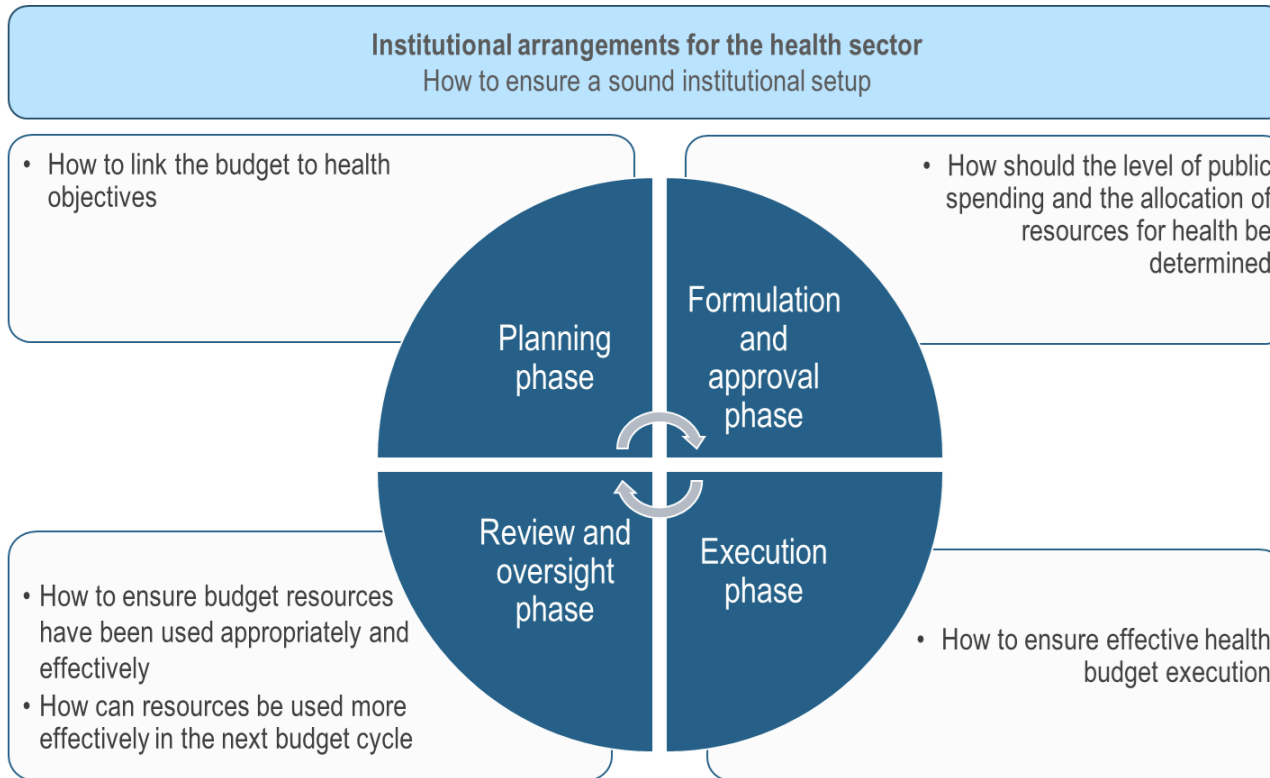 Institutional arrangements for the health sector
How to ensure a sound institutional setup
• How to link the budget to health
objectives
• How should the level of public
spending and the allocation of
resources for health be
determined
Planning
phase
Formulation
and
approval
phase
Review and
oversight
phase
Execution
phase
• How to ensure budget resources
have been used appropriately and
effectively
• How can resources be used more
effectively in the next budget cycle
• How to ensure effective health
budget execution